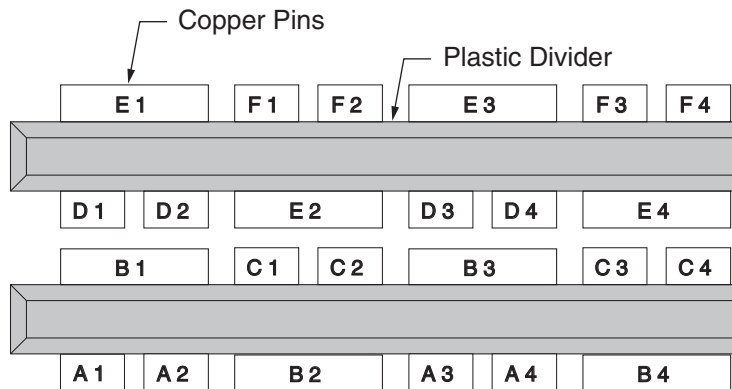 Copper Pins
Plastic Divider
E1 F1 F2 E3 F3 F4
D1 D2 E2 D3 D4 E4
B1 C1 C2 B3 C3 C4
A1 A2 B2 A3 A4 B4